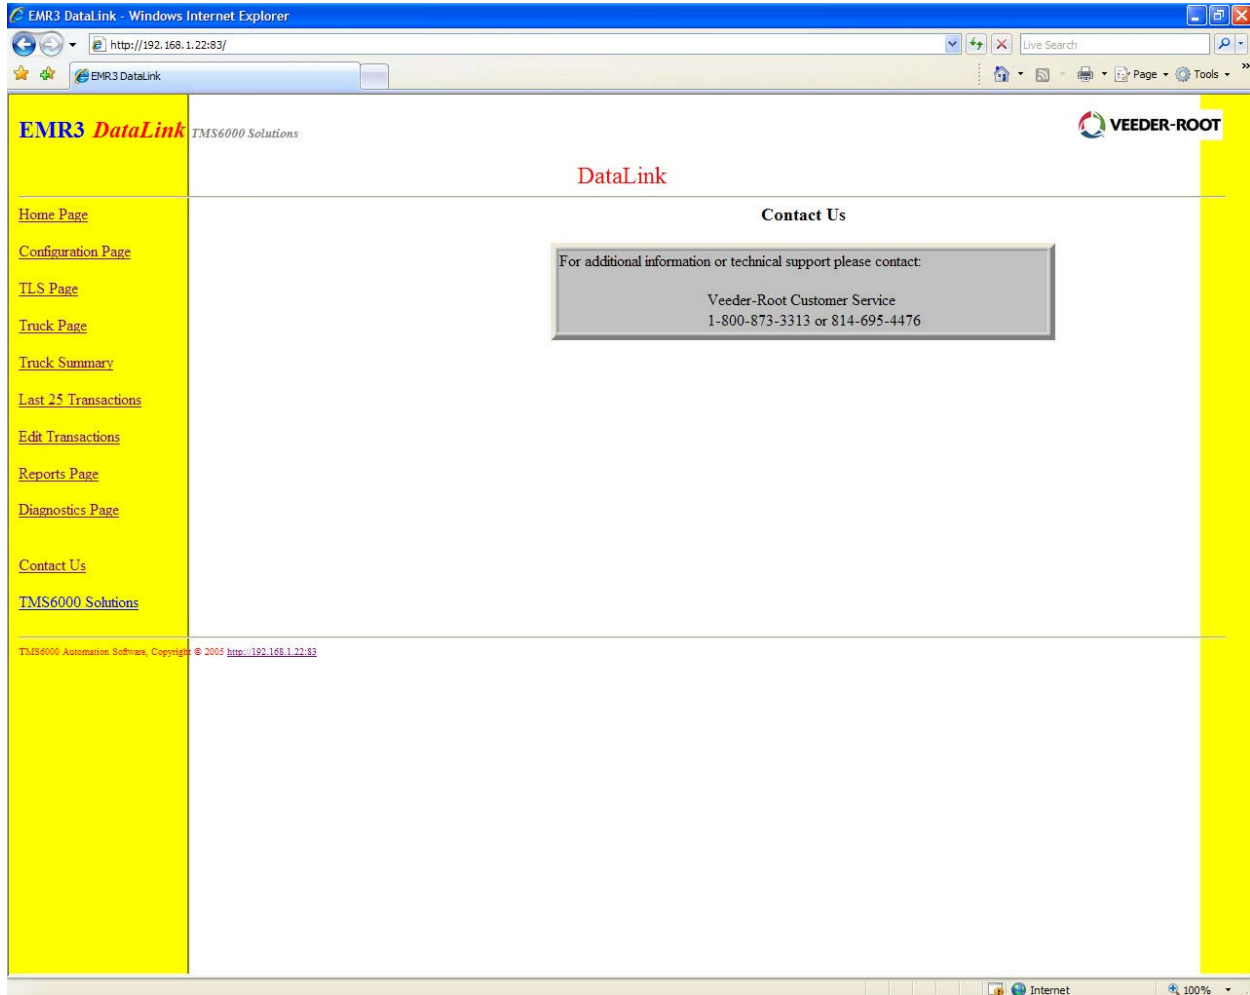 EMR3 DataLink - Windows Internet Explorer
http://192.168.1.22:83/
Live Search
EMR3 DataLink
Page
Tools
EMR3 DataLink TMS6000 Solutions
VEEDER-ROOT
DataLink
Home Page
Configuration Page
TLS Page
Truck Page
Truck Summary
Last 25 Transactions
Edit Transactions
Reports Page
Diagnostics Page
Contact Us
TMS6000 Solutions
Contact Us
For additional information or technical support please contact:
Veeder-Root Customer Service
1-800-873-3313 or 814-695-4476
TMS6000 Automation Software, Copyright © 2005 http://192.168.1.22:83
Internet
100%